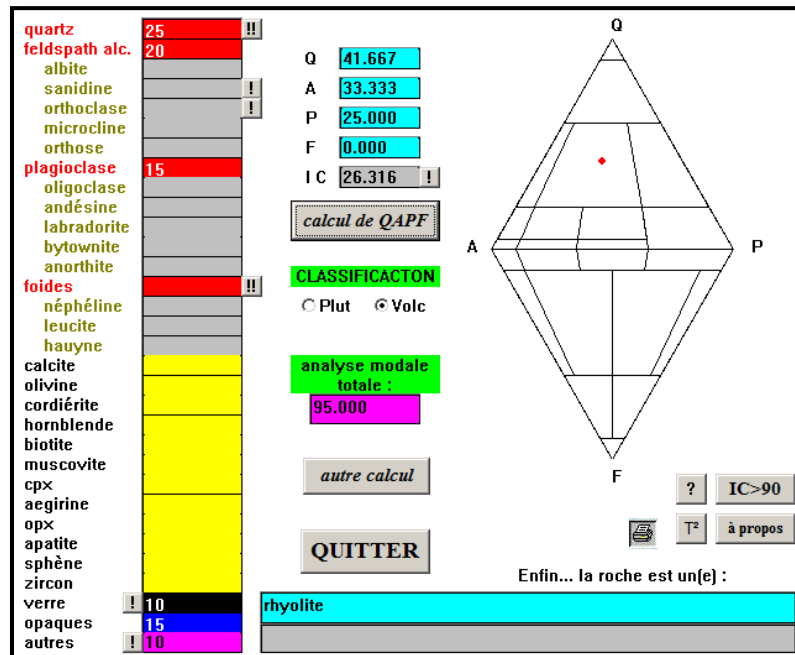 quartz 25 !!
feldspath alc. 20
albite
sanidine !
orthoclase !
microcline
orthose
plagioclase 15
oligoclase
andésine
labradorite
bytownite
anorthite
foides !!
néphéline
leucite
hauyne
calcite
olivine
cordiérite
hornblende
biotite
muscovite
cpx
aegirine
opx
apatite
sphène
zircon
verre ! 10
opaques 15
autres ! 10
Q 41.667
A 33.333
P 25.000
F 0.000
I C 26.316 !
calcul de QAPF
CLASSIFICACTON
Plut Volc
analyse modale
totale :
95.000
autre calcul
QUITTER
Q
A P
F
? IC>90
T² à propos
Enfin... la roche est un(e) :
rhyolite